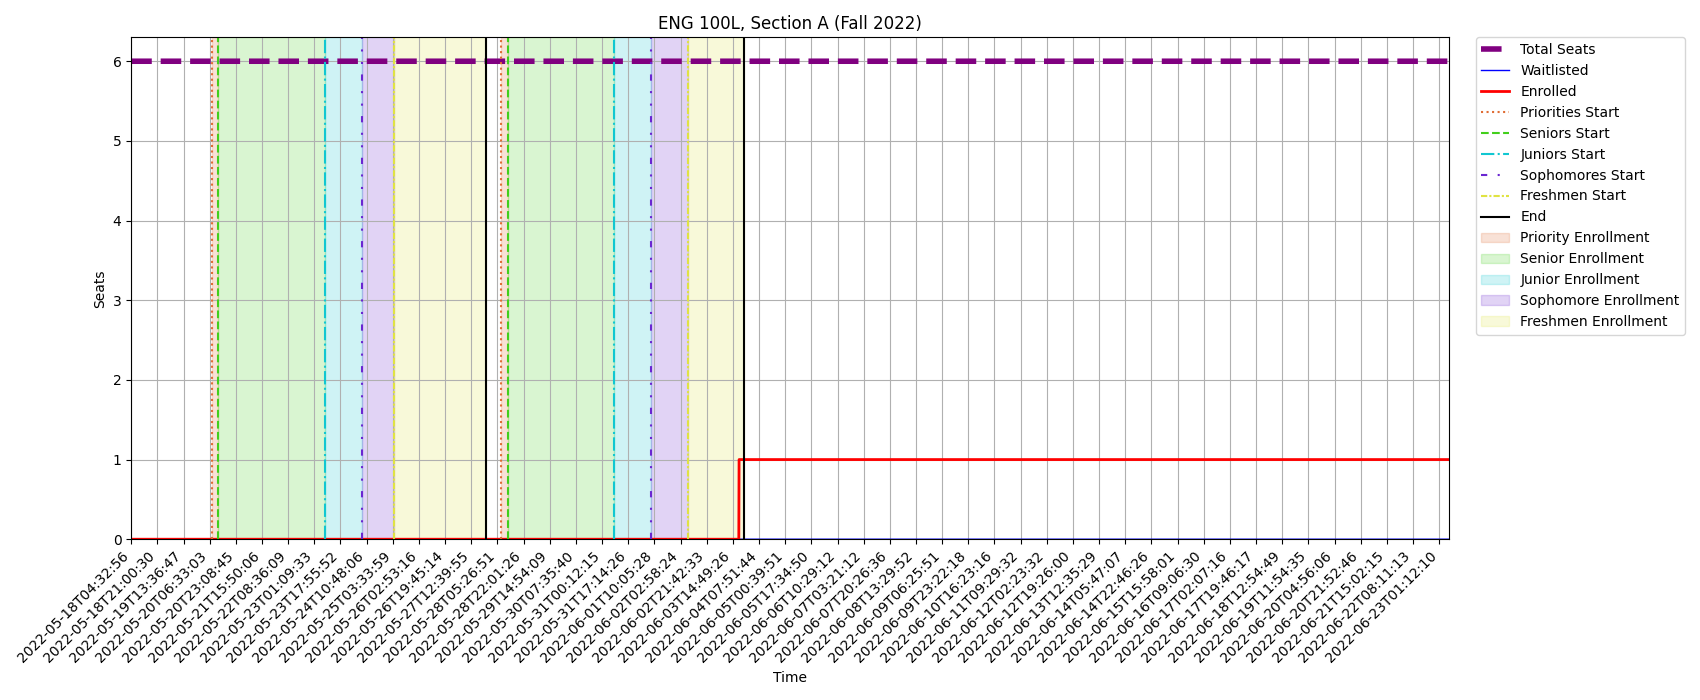 ENG 100L, Section A (Fall 2022)
Seats
6
5
4
3
2
1
0
2022-05-18T04:32:56
2022-05-18T21:00:30
2022-05-19T13:36:47
2022-05-20T06:33:03
2022-05-20T23:08:45
2022-05-21T15:50:06
2022-05-22T08:36:09
2022-05-23T01:09:33
2022-05-23T17:55:52
2022-05-24T10:48:06
2022-05-25T03:33:59
2022-05-26T02:53:16
2022-05-26T19:45:14
2022-05-27T12:39:55
2022-05-28T05:26:51
2022-05-28T22:01:26
2022-05-29T14:54:09
2022-05-30T07:35:40
2022-05-31T00:12:15
2022-05-31T17:14:26
2022-06-01T10:05:28
2022-06-02T02:58:24
2022-06-02T21:42:33
2022-06-03T14:49:26
2022-06-04T07:51:44
2022-06-05T00:39:51
2022-06-05T17:34:50
2022-06-06T10:29:12
2022-06-07T03:21:12
2022-06-07T20:26:36
2022-06-08T13:29:52
2022-06-09T06:25:51
2022-06-09T23:22:18
2022-06-10T16:23:16
2022-06-11T09:29:32
2022-06-12T02:23:32
2022-06-12T19:26:00
2022-06-13T12:35:29
2022-06-14T05:47:07
2022-06-14T22:46:26
2022-06-15T15:58:01
2022-06-16T09:06:30
2022-06-17T02:07:16
2022-06-17T19:46:17
2022-06-18T12:54:49
2022-06-19T11:54:35
2022-06-20T04:56:06
2022-06-20T21:52:46
2022-06-21T15:02:15
2022-06-22T08:11:13
2022-06-23T01:12:10
Time
Total Seats
Waitlisted
Enrolled
Priorities Start
Seniors Start
Juniors Start
Sophomores Start
Freshmen Start
End
Priority Enrollment
Senior Enrollment
Junior Enrollment
Sophomore Enrollment
Freshmen Enrollment